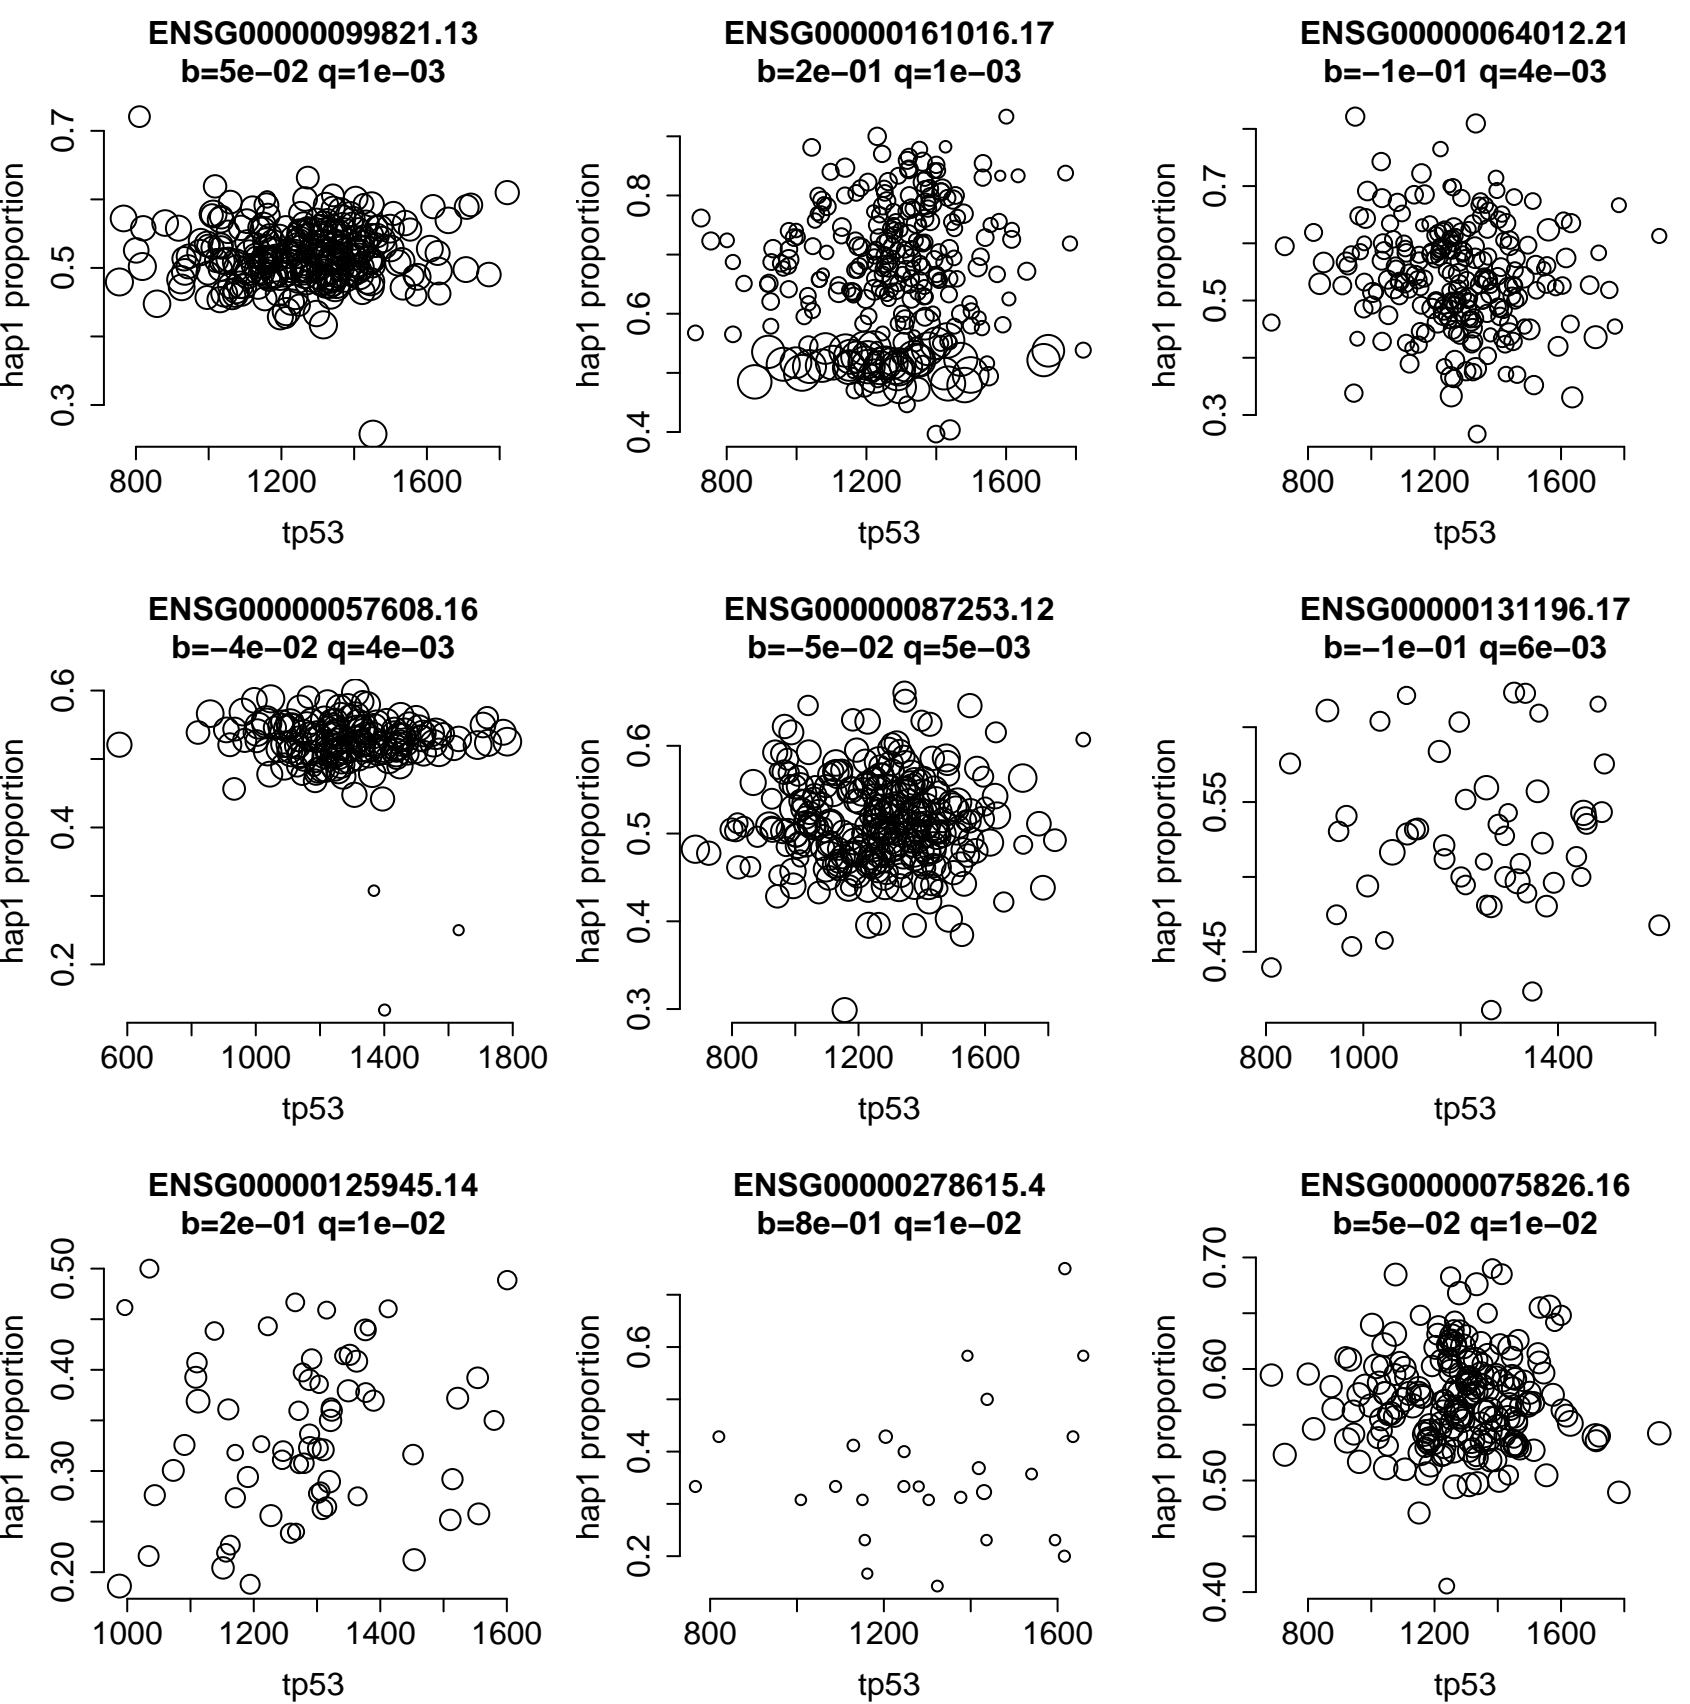 ENSG00000099821.13
b=5e−02 q=1e−03
hap1 proportion
0.3 0.5 0.7
800 1200 1600
tp53
ENSG00000161016.17
b=2e−01 q=1e−03
hap1 proportion
0.4 0.6 0.8
800 1200 1600
tp53
ENSG00000064012.21
b=−1e−01 q=4e−03
hap1 proportion
0.3 0.5 0.7
800 1200 1600
tp53
ENSG00000057608.16
b=−4e−02 q=4e−03
hap1 proportion
0.2 0.4 0.6
600 1000 1400 1800
tp53
ENSG00000087253.12
b=−5e−02 q=5e−03
hap1 proportion
0.3 0.4 0.5 0.6
800 1200 1600
tp53
ENSG00000131196.17
b=−1e−01 q=6e−03
hap1 proportion
0.45 0.55
800 1000 1400
tp53
ENSG00000125945.14
b=2e−01 q=1e−02
hap1 proportion
0.20 0.30 0.40 0.50
1000 1200 1400 1600
tp53
ENSG00000278615.4
b=8e−01 q=1e−02
hap1 proportion
0.2 0.4 0.6
800 1200 1600
tp53
ENSG00000075826.16
b=5e−02 q=1e−02
hap1 proportion
0.40 0.50 0.60 0.70
800 1200 1600
tp53